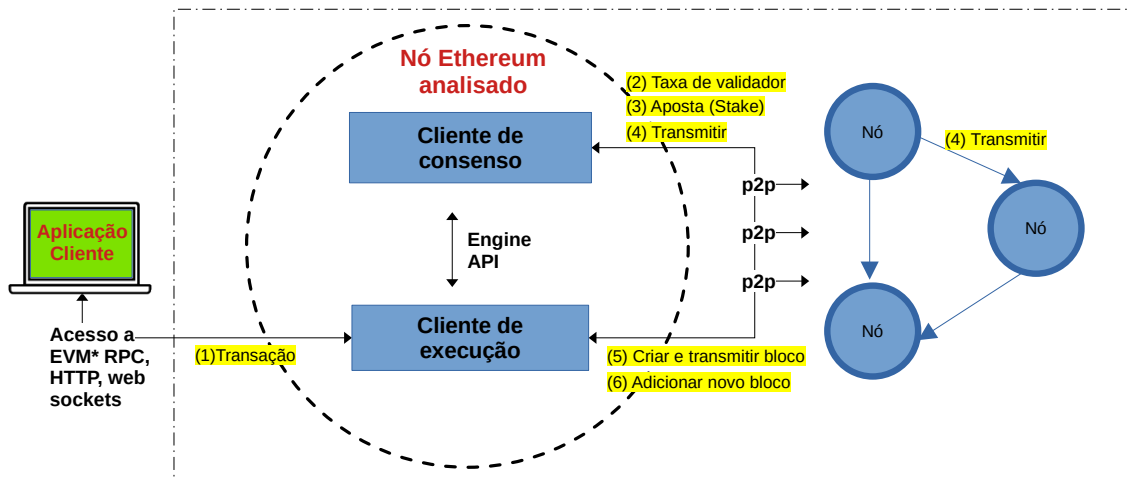 Nó Ethereum
analisado
(2) Taxa de validador
(3) Aposta (Stake)
(4) Transmitir
Cliente de
consenso
Nó
(4) Transmitir
p2p
Aplicação
Cliente
Engine
API
p2p
Nó
p2p
Cliente de
execução
Nó
Acesso a
EVM* RPC,
HTTP, web
sockets
(1)Transação
(5) Criar e transmitir bloco
(6) Adicionar novo bloco